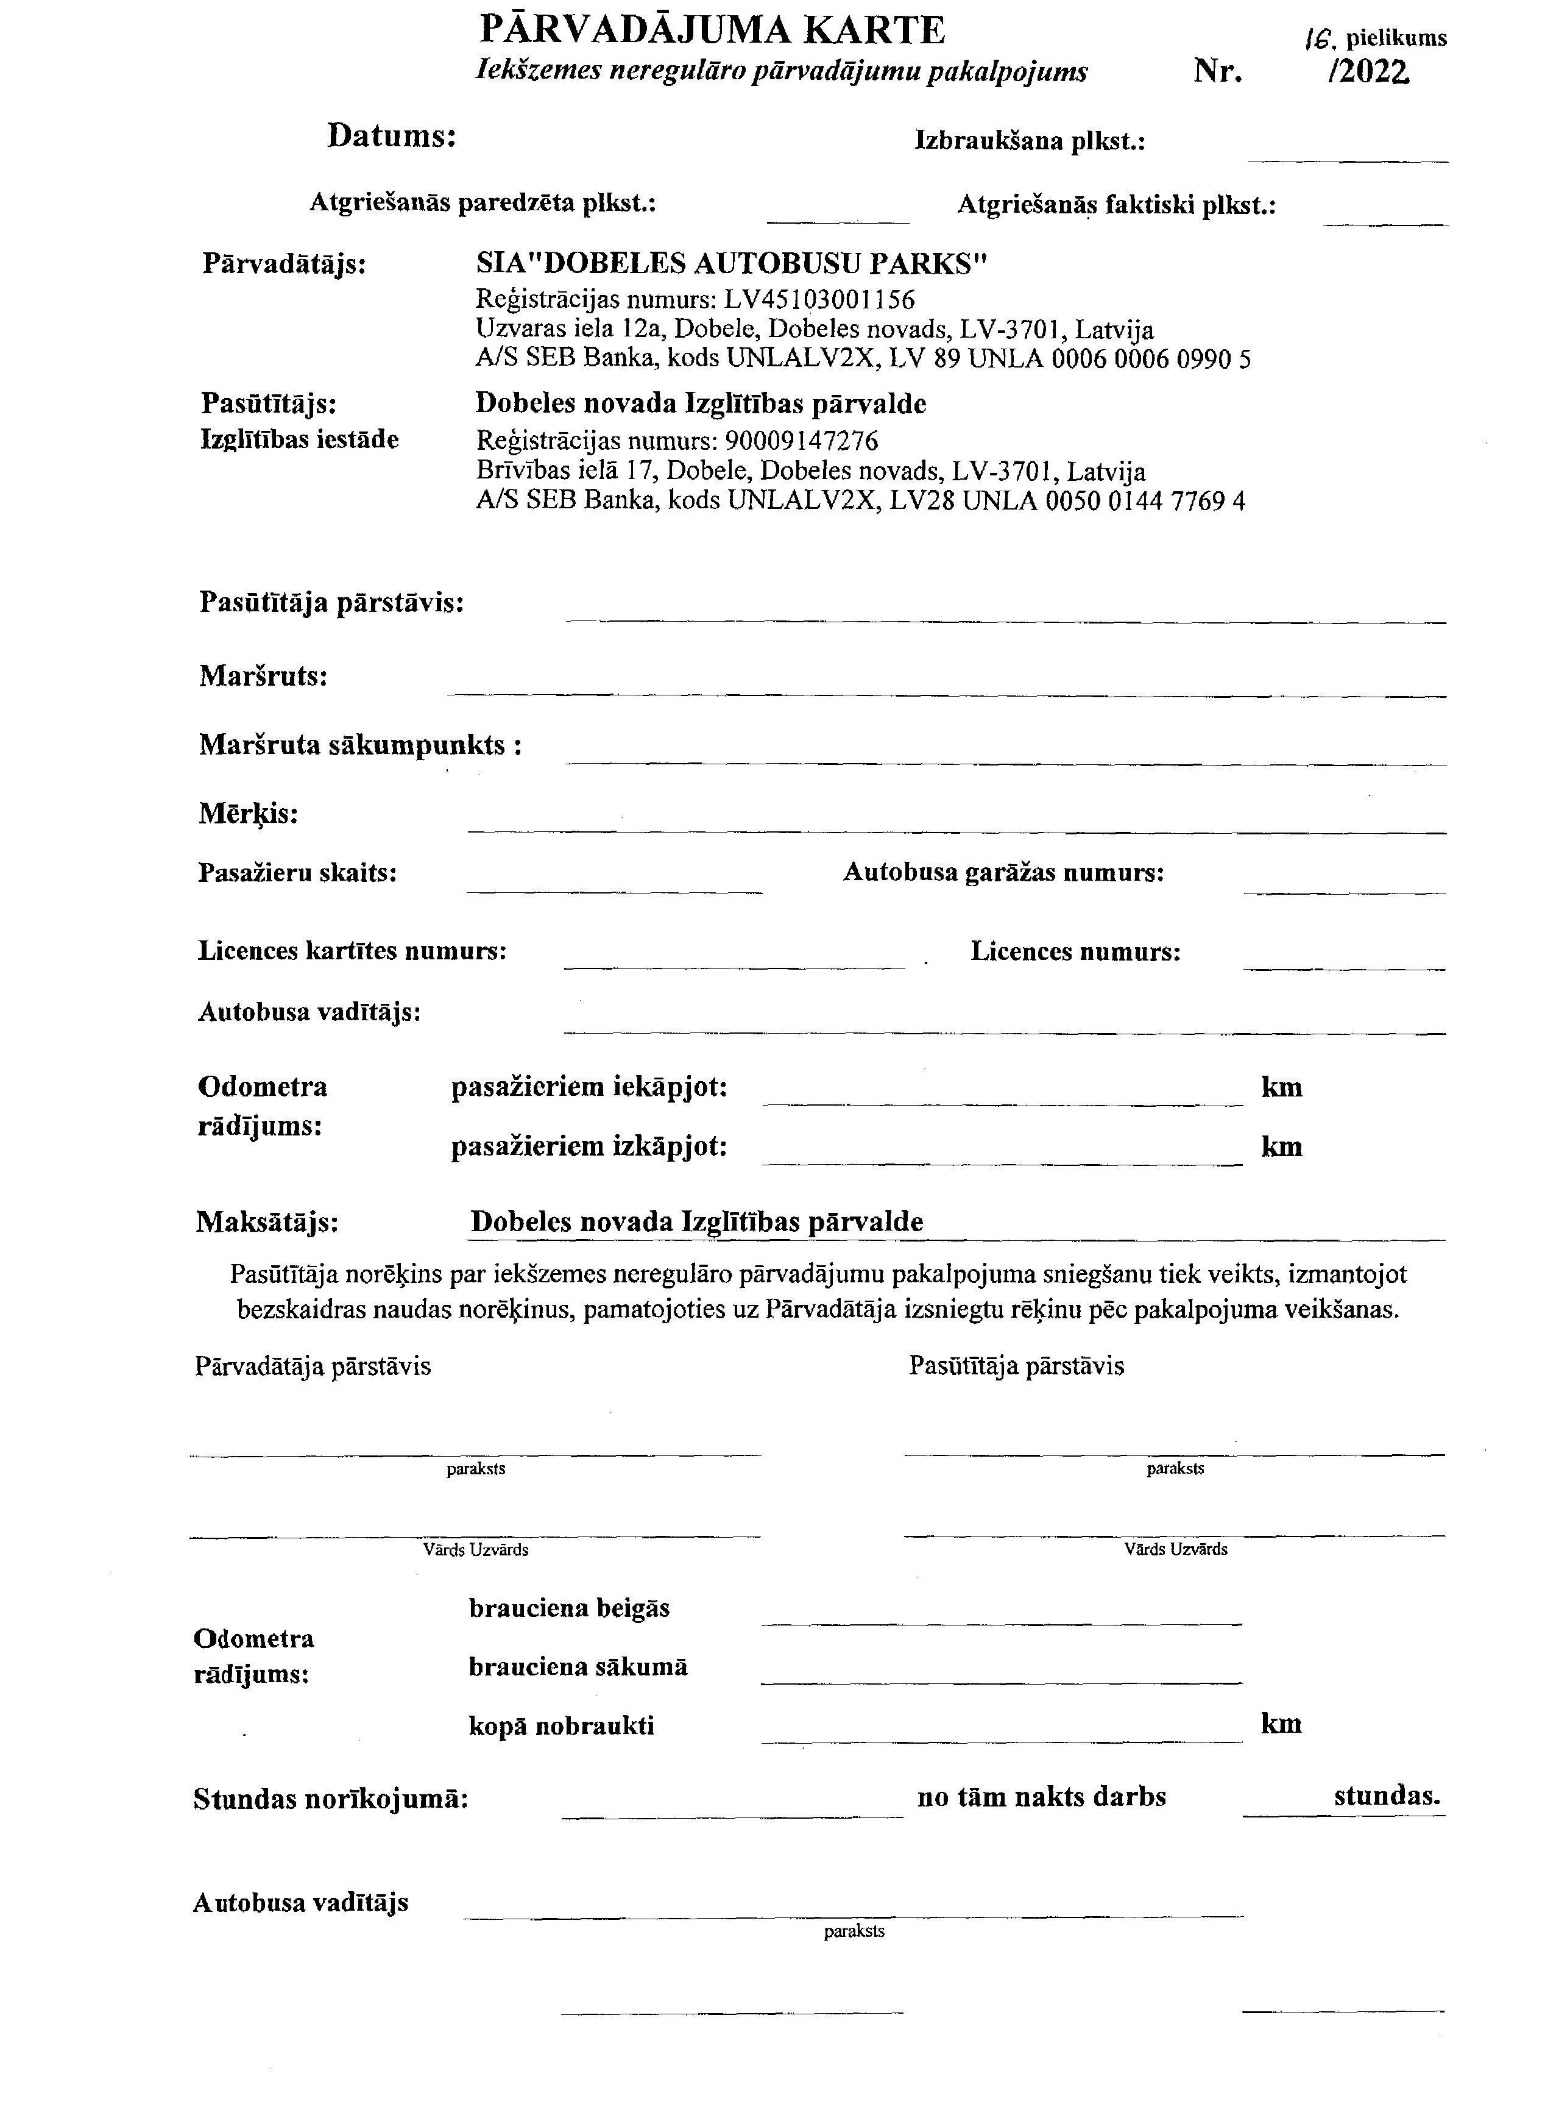 PĀRVADĀJUMA KARTE
16. pielikums
Iekšzemes neregulāro pārvadājumu pakalpojums Nr. /2022
Datums: Izbraukšana plkst.:
Atgriešanās paredzēta plkst.: Atgriešanās faktiski plkst.:
Pārvadātājs: SIA"DOBELES AUTOBUSU PARKS"
Reģistrācijas numurs: LV45103001156
Uzvaras iela 12a, Dobele, Dobeles novads, LV-3701, Latvija
A/S SEB Banka, kods UNLALV2X, LV 89 UNLA 0006 0006 0990 5
Pasūtītājs: Dobeles novada Izglītības pārvalde
Izglītības iestāde Reģistrācijas numurs: 90009147276
Brīvības ielā 17, Dobele, Dobeles novads, LV-3701, Latvija
A/S SEB Banka, kods UNLALV2X, LV28 UNLA 0050 0144 7769 4
Pasūtītāja pārstāvis:
Maršruts:
Maršruta sākumpunkts :
Mērķis:
Pasažieru skaits: Autobusa garāžas numurs:
Licences kartītes numurs: Licences numurs:
Autobusa vadītājs:
Odometra pasažieriem iekāpjot: km
rādījums:
pasažieriem izkāpjot: km
Maksātājs: Dobeles novada Izglītības pārvalde
Pasūtītāja norēķins par iekšzemes neregulāro pārvadājumu pakalpojuma sniegšanu tiek veikts, izmantojot
bezskaidras naudas norēķinus, pamatojoties uz Pārvadātāja izsniegtu rēķinu pēc pakalpojuma veikšanas.
Pārvadātāja pārstāvis Pasūtītāja pārstāvis
paraksts paraksts
Vārds Uzvārds Vārds Uzvārds
brauciena beigās
Odometra
rādījums: brauciena sākumā
kopā nobraukti km
Stundas norīkojumā: no tām nakts darbs stundas.
Autobusa vadītājs
paraksts